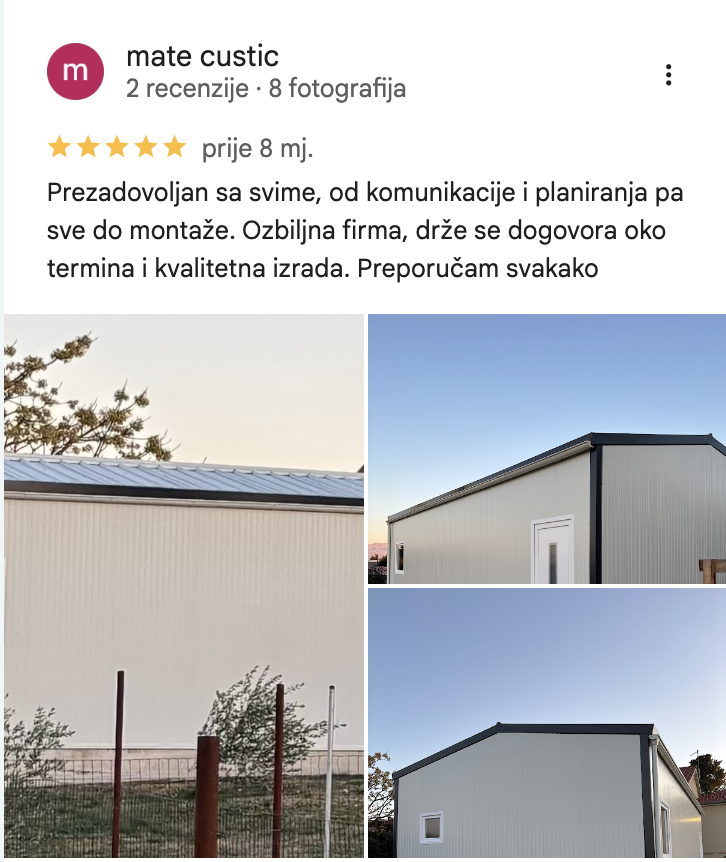 m
mate custic
2 recenzije · 8 fotografija
prije 8 mj.
Prezadovoljan sa svime, od komunikacije i planiranja pa
sve do montaže. Ozbiljna firma, drže se dogovora oko
termina i kvalitetna izrada. Preporučam svakako